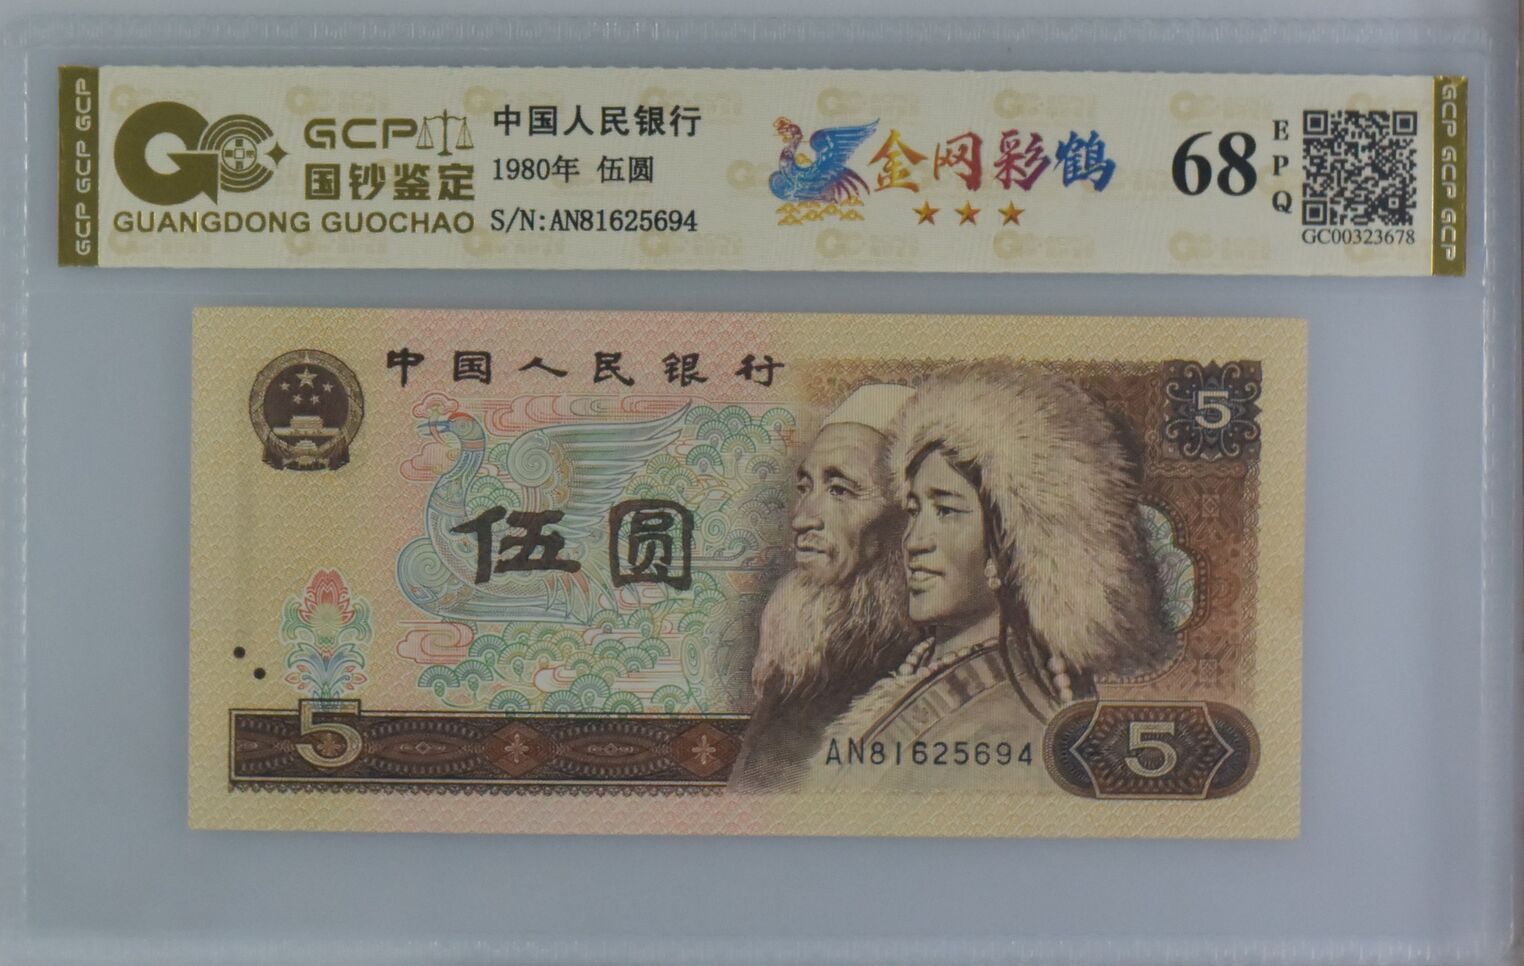 GCP GCP GCP
GCP
国钞鉴定
GUANGDONG GUOCHAO
中国人民银行
1980年 伍圆
S/N:AN81625694
金网彩鹤
68
EPQ
GC00323678
GCP GCP GCP
中国人民银行
5
伍圆
5
AN81625694
5